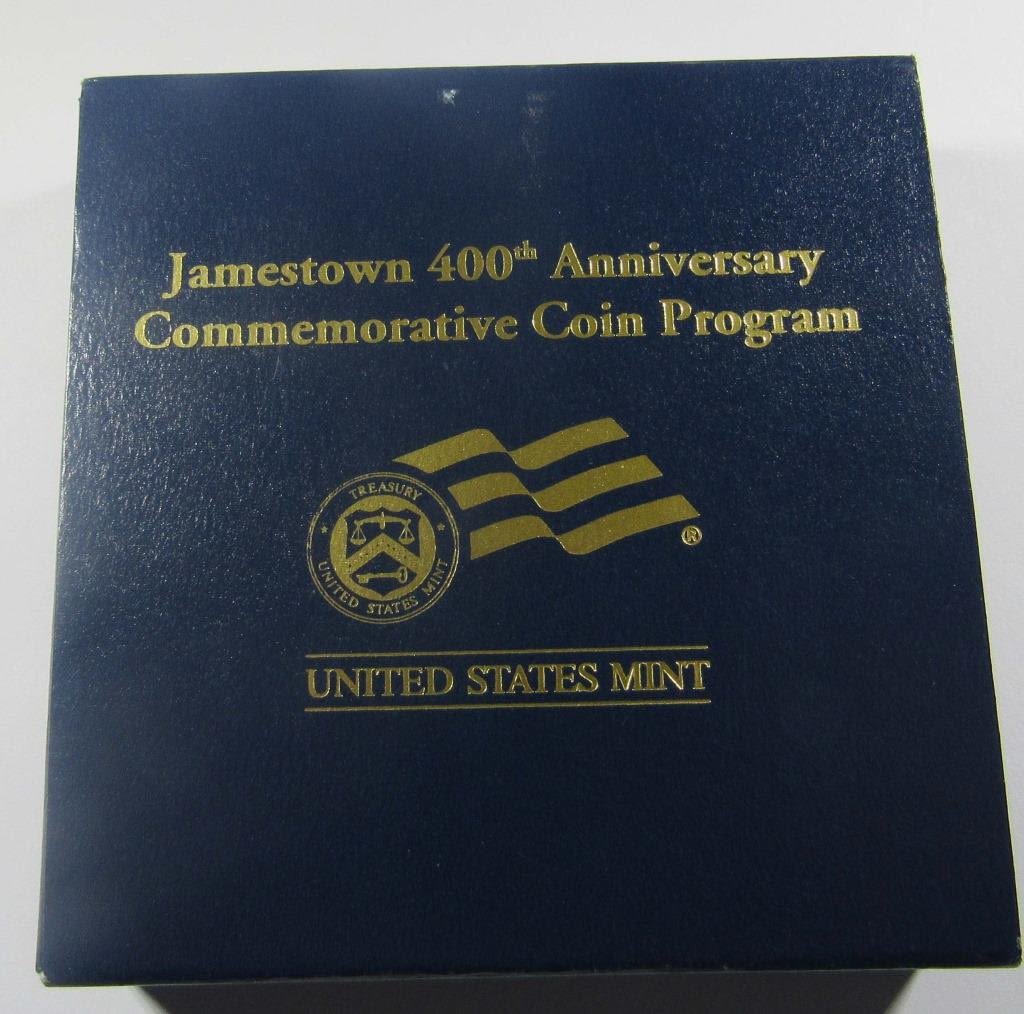 Jamestown 400th Anniversary
Commemorative Coin Program
TREASURY
UNITED STATES MINT
®
UNITED STATES MINT